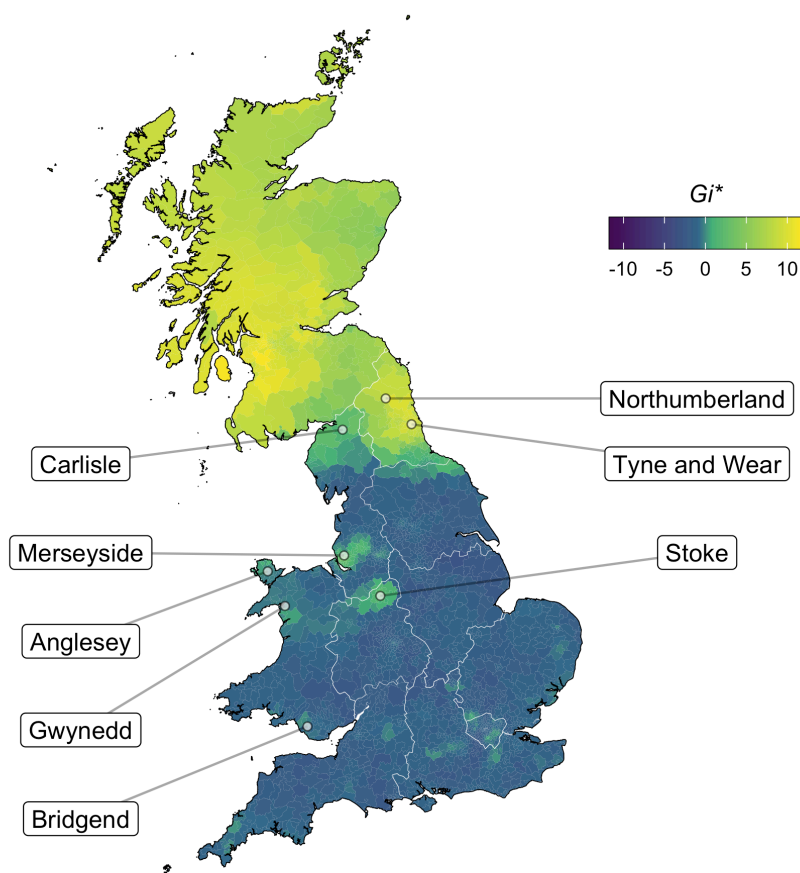 Gi*
-10 -5 0 5 10
Northumberland
Carlisle
Tyne and Wear
Merseyside
Stoke
Anglesey
Gwynedd
Bridgend